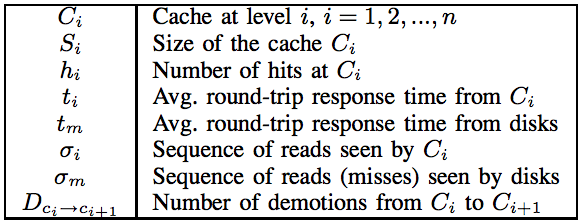 C_i Cache at level i, i = 1, 2, ..., n
S_i Size of the cache C_i
h_i Number of hits at C_i
t_i Avg. round-trip response time from C_i
t_m Avg. round-trip response time from disks
σ_i Sequence of reads seen by C_i
σ_m Sequence of reads (misses) seen by disks
D_{c_i→c_{i+1}} Number of demotions from C_i to C_{i+1}